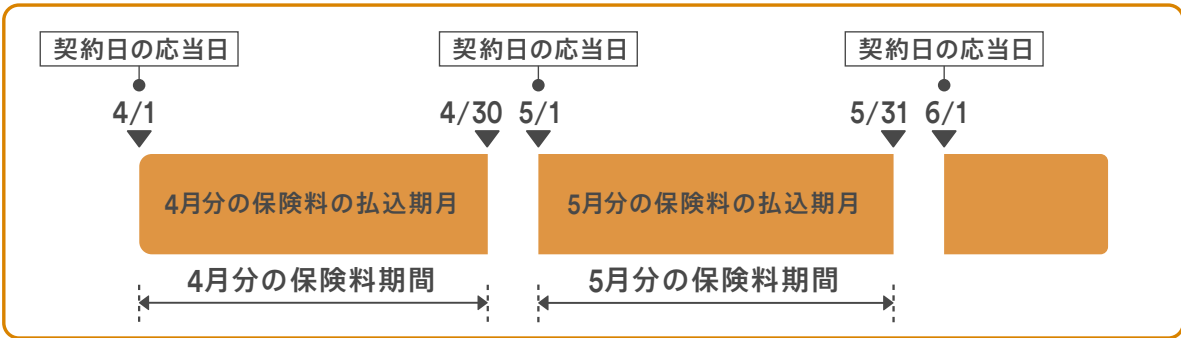 契約日の応当日 契約日の応当日 契約日の応当日
4/1 4/30 5/1 5/31 6/1
4月分の保険料の払込期月 5月分の保険料の払込期月
4月分の保険料期間 5月分の保険料期間